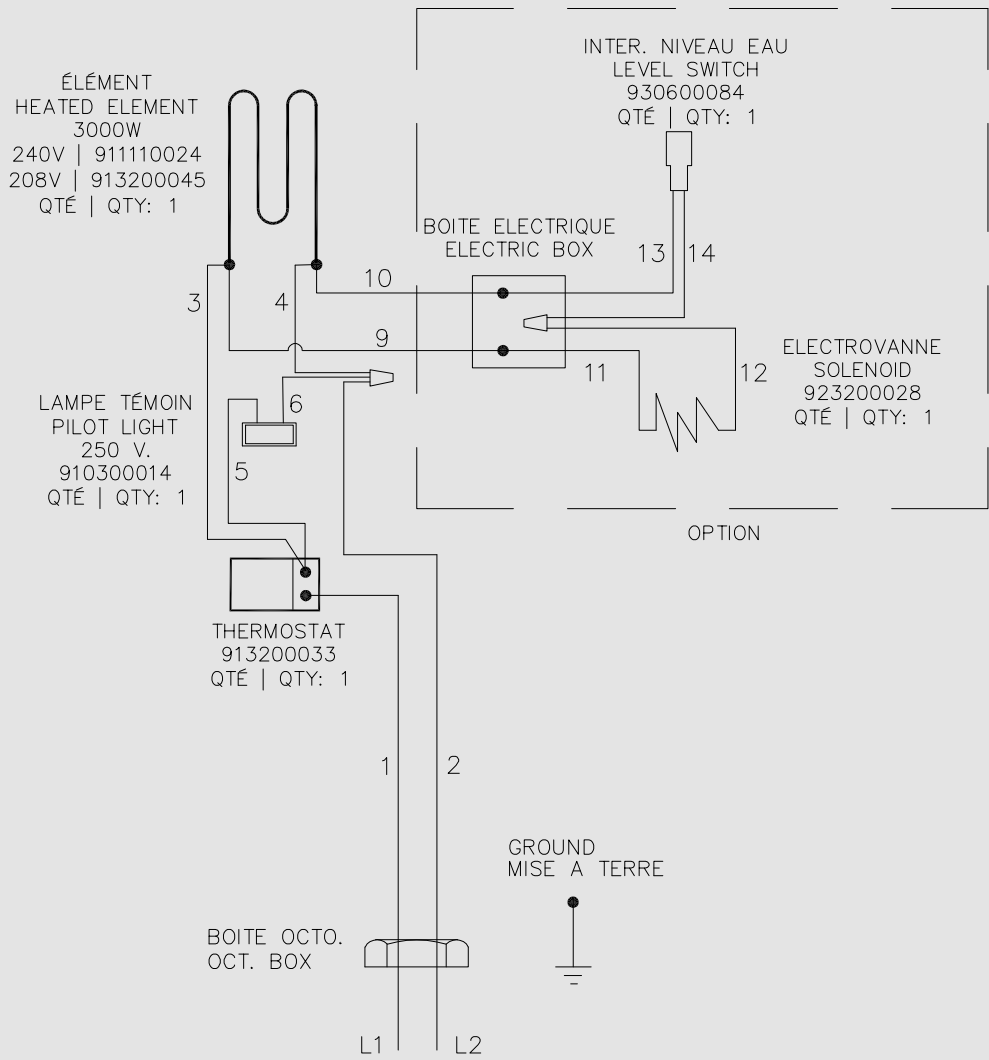 INTER. NIVEAU EAU
LEVEL SWITCH
930600084
QTÉ | QTY: 1
ÉLÉMENT
HEATED ELEMENT
3000W
240V | 911110024
208V | 913200045
QTÉ | QTY: 1
BOITE ELECTRIQUE
ELECTRIC BOX
13
14
10
3
4
9
11
12
ELECTROVANNE
SOLENOID
923200028
QTÉ | QTY: 1
LAMPE TÉMOIN
PILOT LIGHT
250 V.
910300014
QTÉ | QTY: 1
6
5
OPTION
THERMOSTAT
913200033
QTÉ | QTY: 1
1
2
GROUND
MISE A TERRE
BOITE OCTO.
OCT. BOX
L1
L2